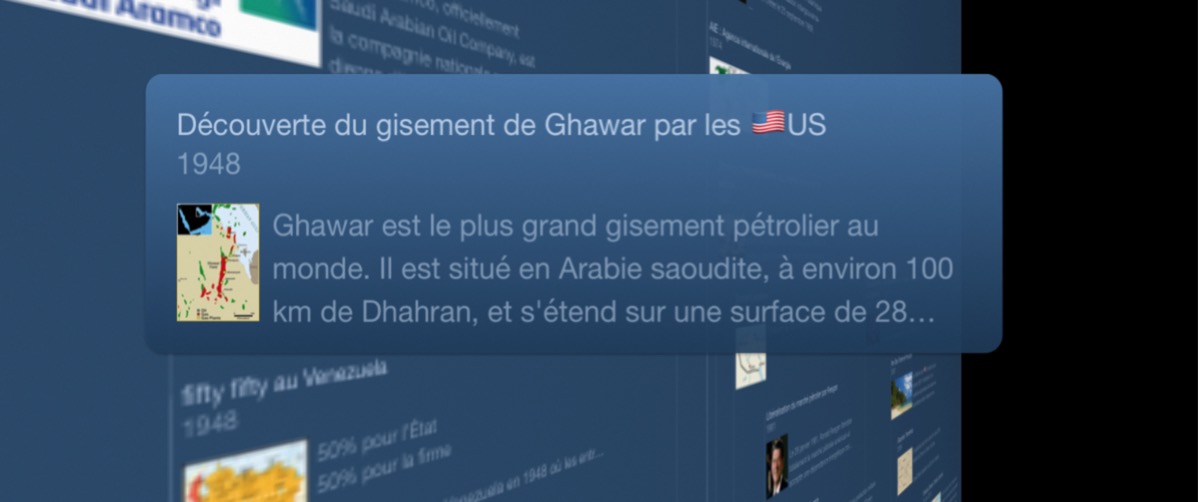 Saudi Aramco
co, officiellement
Saudi Arabian Oil Company, est
la compagnie nationale
Découverte du gisement de Ghawar par les 🇺🇸US
1948
Ghawar est le plus grand gisement pétrolier au
monde. Il est situé en Arabie saoudite, à environ 100
km de Dhahran, et s'étend sur une surface de 28…
fifty fifty au Venezuela
1948
50% pour l'État
50% pour la firme
Venezuela en 1948 où les entr...